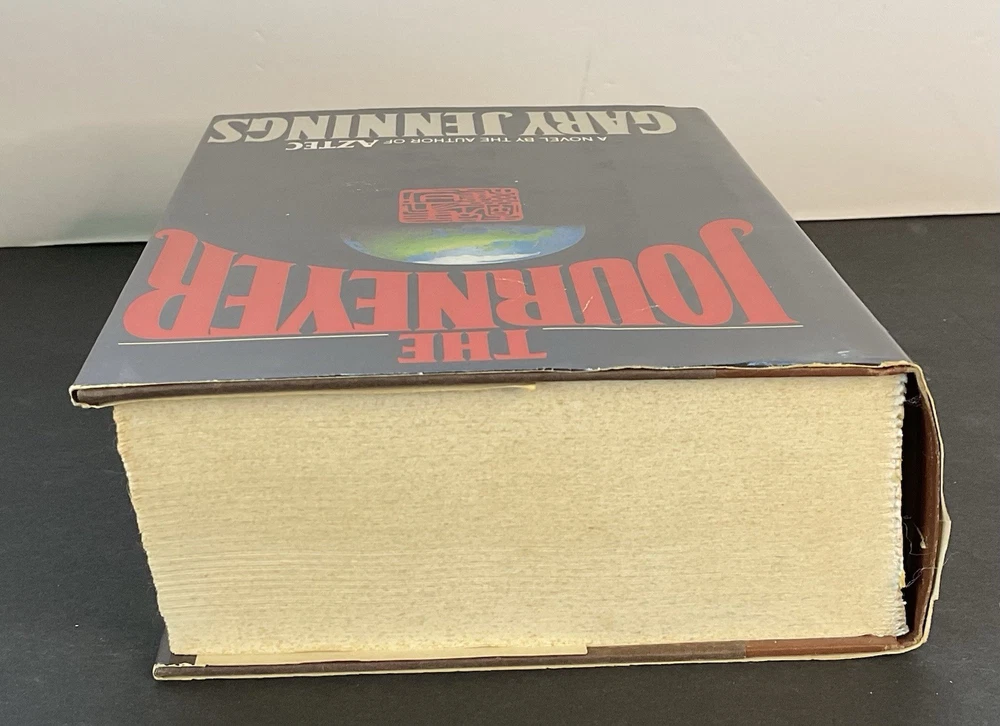 THE
JOURNEYER
A NOVEL BY THE AUTHOR OF AZTEC
GARY JENNINGS